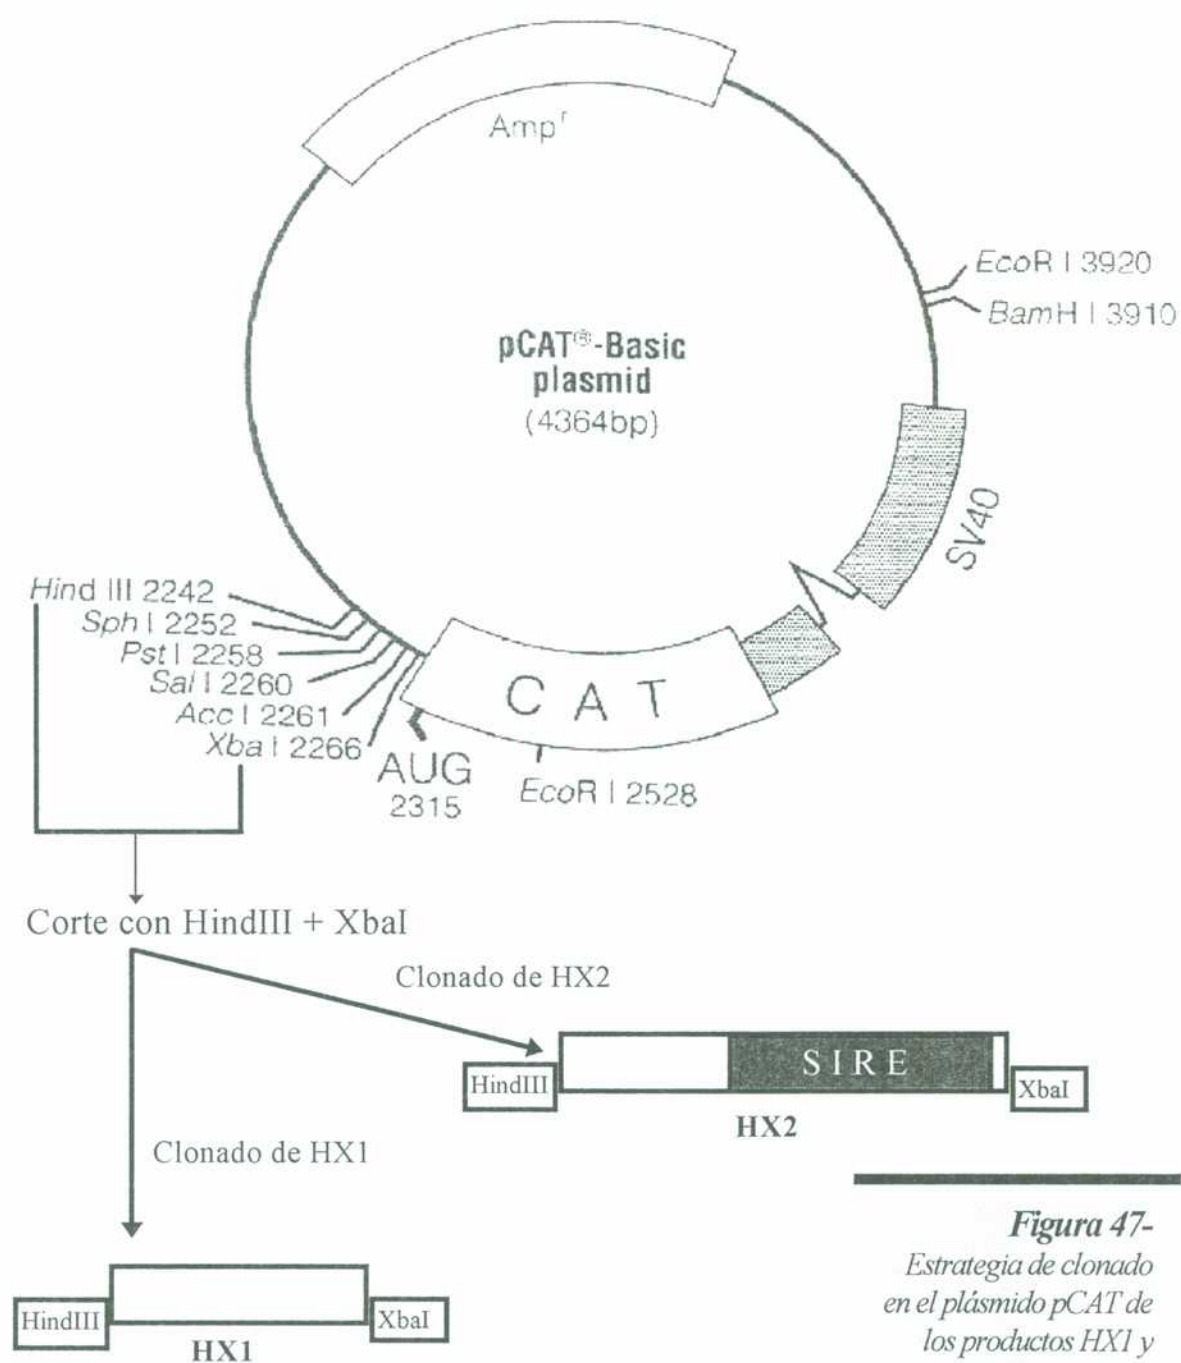 Amp^r
EcoR I 3920
BamH I 3910
pCAT®-Basic
plasmid
(4364bp)
SV40
Hind III 2242
Sph I 2252
Pst I 2258
Sal I 2260
Acc I 2261
Xba I 2266
CAT
AUG
2315
EcoR I 2528
Corte con HindIII + XbaI
Clonado de HX2
HindIII
SIRE
XbaI
HX2
Clonado de HX1
HindIII
XbaI
HX1
Figura 47-
Estrategia de clonado
en el plásmido pCAT de
los productos HX1 y